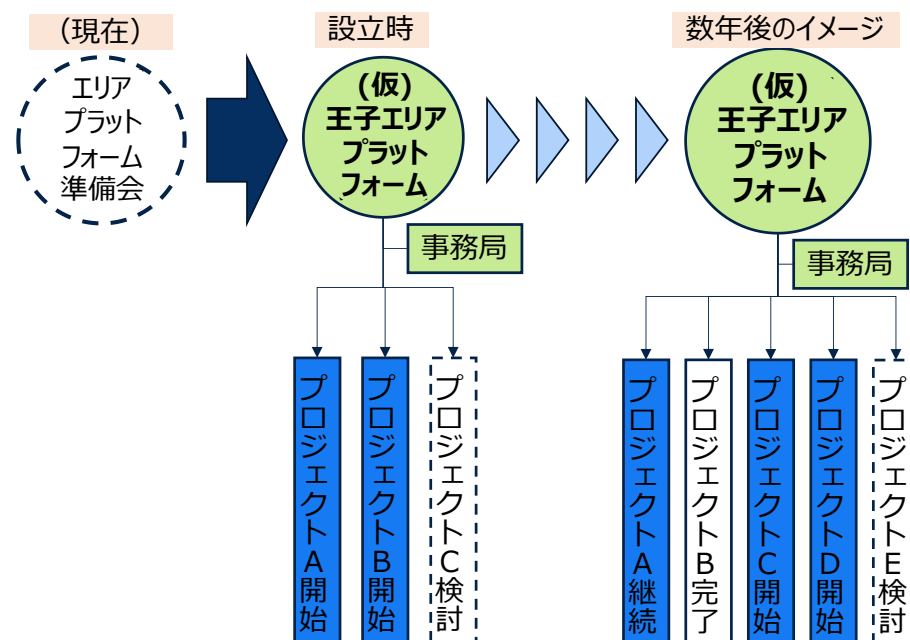 (現在)
エリア
プラット
フォーム
準備会
設立時
(仮)
王子エリア
プラット
フォーム
事務局
プロジェクトA開始
プロジェクトB開始
プロジェクトC検討
数年後のイメージ
(仮)
王子エリア
プラット
フォーム
事務局
プロジェクトA継続
プロジェクトB完了
プロジェクトC開始
プロジェクトD開始
プロジェクトE検討